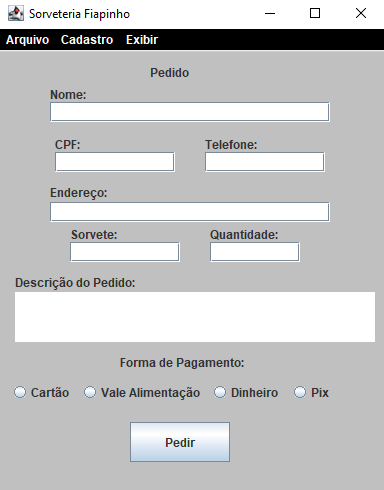 Sorveteria Fiapinho
Arquivo Cadastro Exibir
Pedido
Nome:
CPF: Telefone:
Endereço:
Sorvete: Quantidade:
Descrição do Pedido:
Forma de Pagamento:
Cartão Vale Alimentação Dinheiro Pix
Pedir